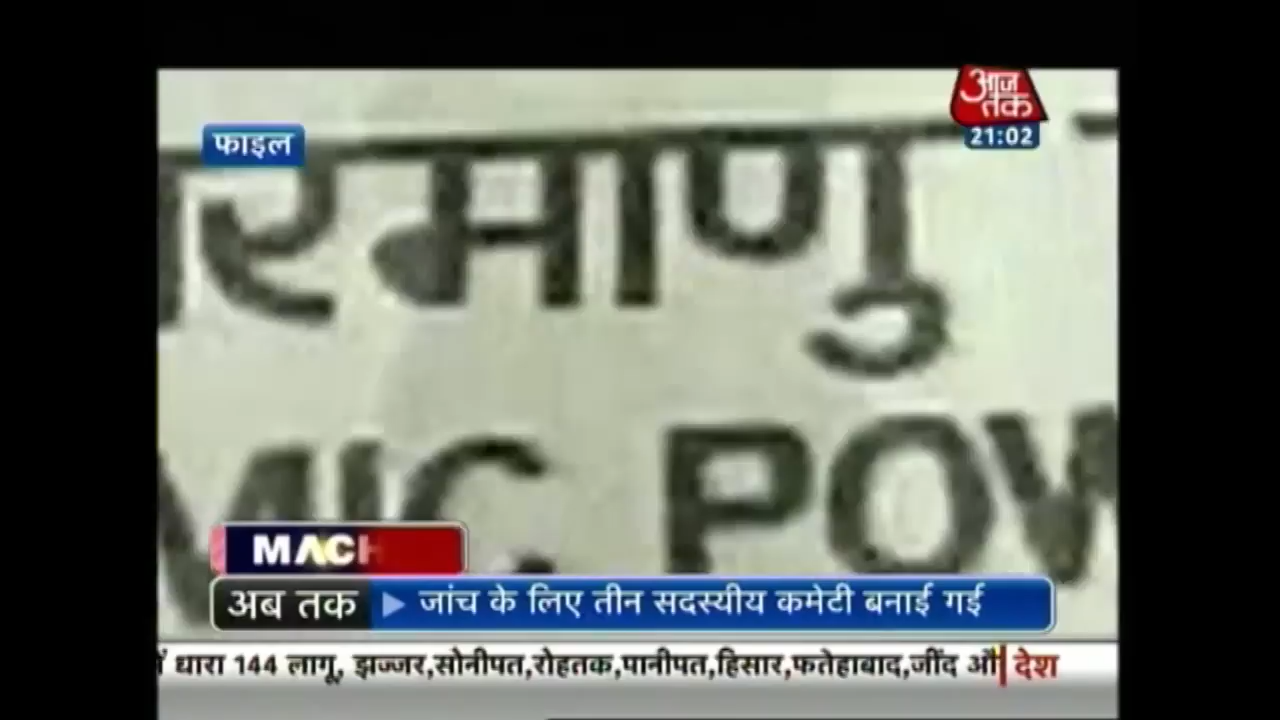 आज तक
21:02
फाइल
रमाणु
MIC POW
MACH
अब तक
जांच के लिए तीन सदस्यीय कमेटी बनाई गई
धारा 144 लागू, झज्जर,सोनीपत,रोहतक,पानीपत,हिसार,फतेहाबाद,जींद औ
देश